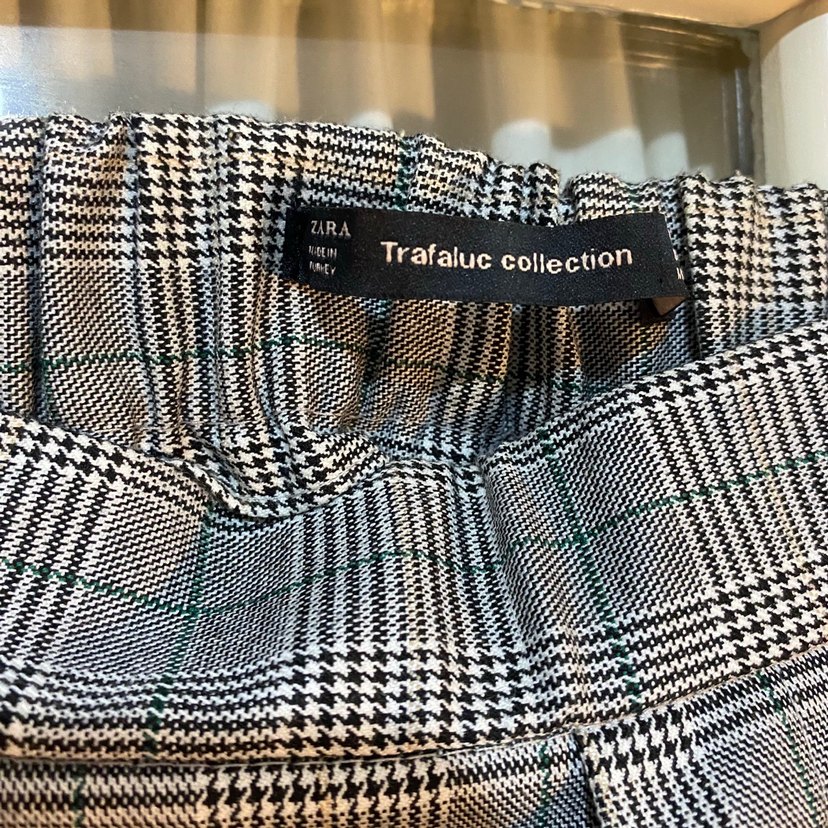 ZARA
MADE IN
TURKEY
Trafaluc collection